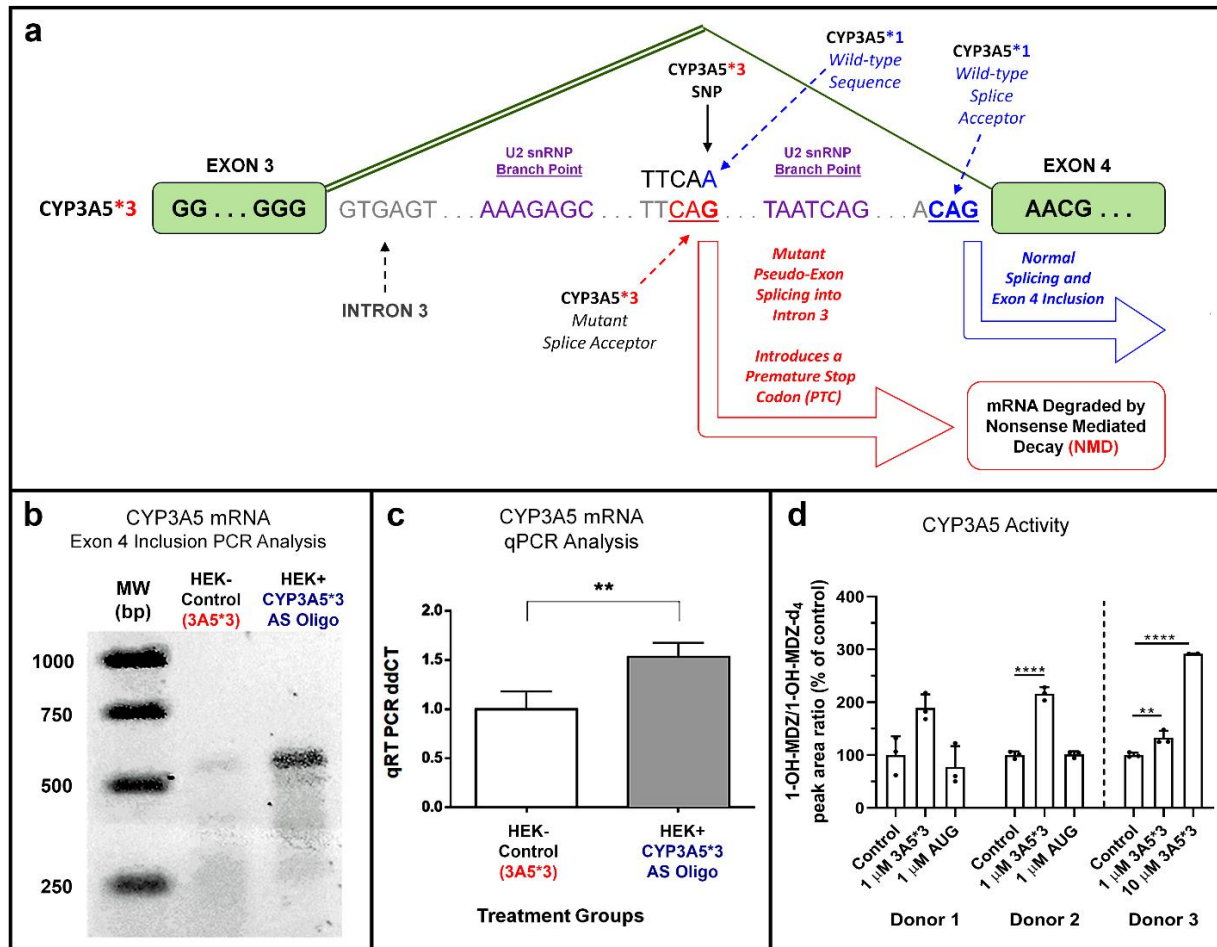 a
CYP3A5*1
Wild-type
Sequence
CYP3A5*1
Wild-type
Splice
Acceptor
CYP3A5*3
SNP
EXON 3
U2 snRNP
Branch Point
TTCAA
U2 snRNP
Branch Point
EXON 4
CYP3A5*3
GG . . . GGG
GTGAGT . . . AAAGAGC . . . TTCAG . . . TAATCAG . . . ACAG
AACG . . .
INTRON 3
CYP3A5*3
Mutant
Splice Acceptor
Mutant
Pseudo-Exon
Splicing into
Intron 3
Introduces a
Premature Stop
Codon (PTC)
Normal
Splicing and
Exon 4 Inclusion
mRNA Degraded by
Nonsense Mediated
Decay (NMD)
b
CYP3A5 mRNA
Exon 4 Inclusion PCR Analysis
MW
(bp)
HEK-
Control
(3A5*3)
HEK+
CYP3A5*3
AS Oligo
1000
750
500
250
c
CYP3A5 mRNA
qPCR Analysis
**
qRT PCR ddCT
2.0
1.5
1.0
0.5
0.0
HEK-
Control
(3A5*3)
HEK+
CYP3A5*3
AS Oligo
Treatment Groups
d
CYP3A5 Activity
1-OH-MDZ/1-OH-MDZ-d4
peak area ratio (% of control)
400
300
200
100
0
****
****
**
Control
1 μM 3A5*3
1 μM AUG
Control
1 μM 3A5*3
1 μM AUG
Control
1 μM 3A5*3
10 μM 3A5*3
Donor 1
Donor 2
Donor 3